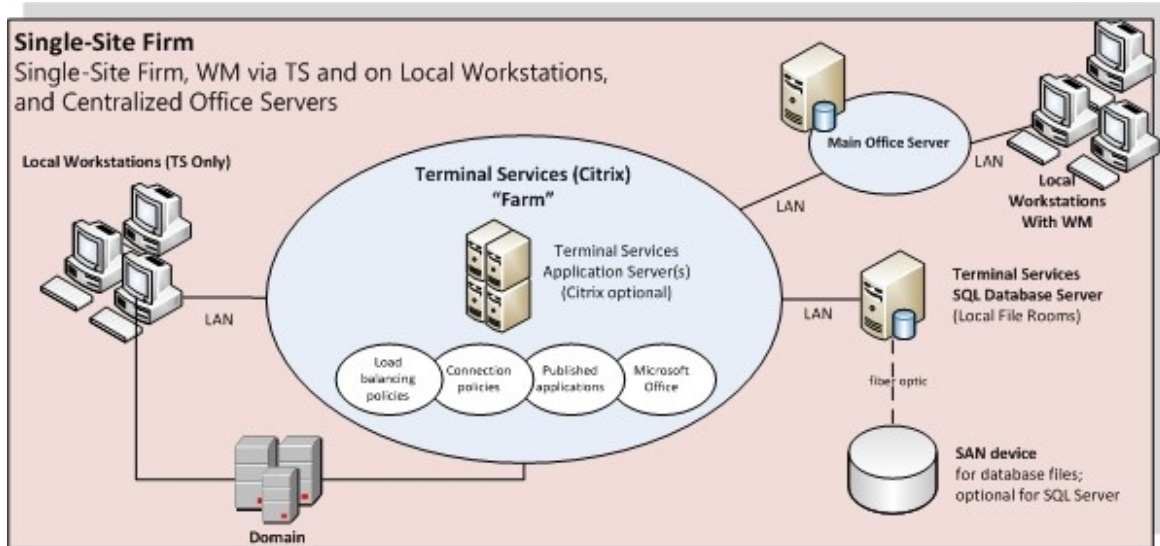 Single-Site Firm
Single-Site Firm, WM via TS and on Local Workstations,
and Centralized Office Servers
Local Workstations (TS Only)
LAN
Terminal Services (Citrix)
“Farm”
Terminal Services
Application Server(s)
(Citrix optional)
Load
balancing
policies
Connection
policies
Published
applications
Microsoft
Office
Domain
Main Office Server
LAN
LAN
Local
Workstations
With WM
LAN
Terminal Services
SQL Database Server
(Local File Rooms)
fiber optic
SAN device
for database files;
optional for SQL Server